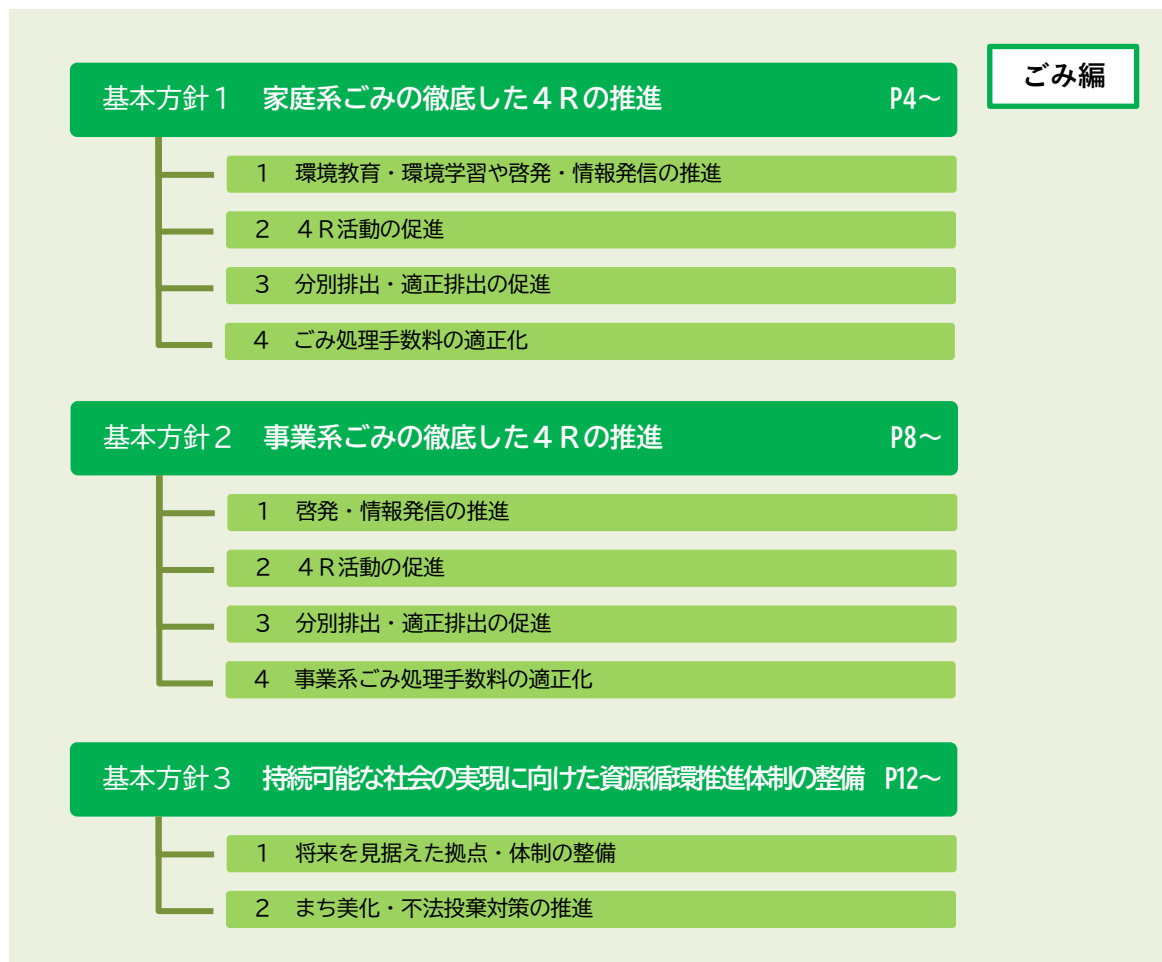 ごみ編
基本方針１　家庭系ごみの徹底した４Ｒの推進　P4～
１　環境教育・環境学習や啓発・情報発信の推進
２　４Ｒ活動の促進
３　分別排出・適正排出の促進
４　ごみ処理手数料の適正化
基本方針２　事業系ごみの徹底した４Ｒの推進　P8～
１　啓発・情報発信の推進
２　４Ｒ活動の促進
３　分別排出・適正排出の促進
４　事業系ごみ処理手数料の適正化
基本方針３　持続可能な社会の実現に向けた資源循環推進体制の整備　P12～
１　将来を見据えた拠点・体制の整備
２　まち美化・不法投棄対策の推進